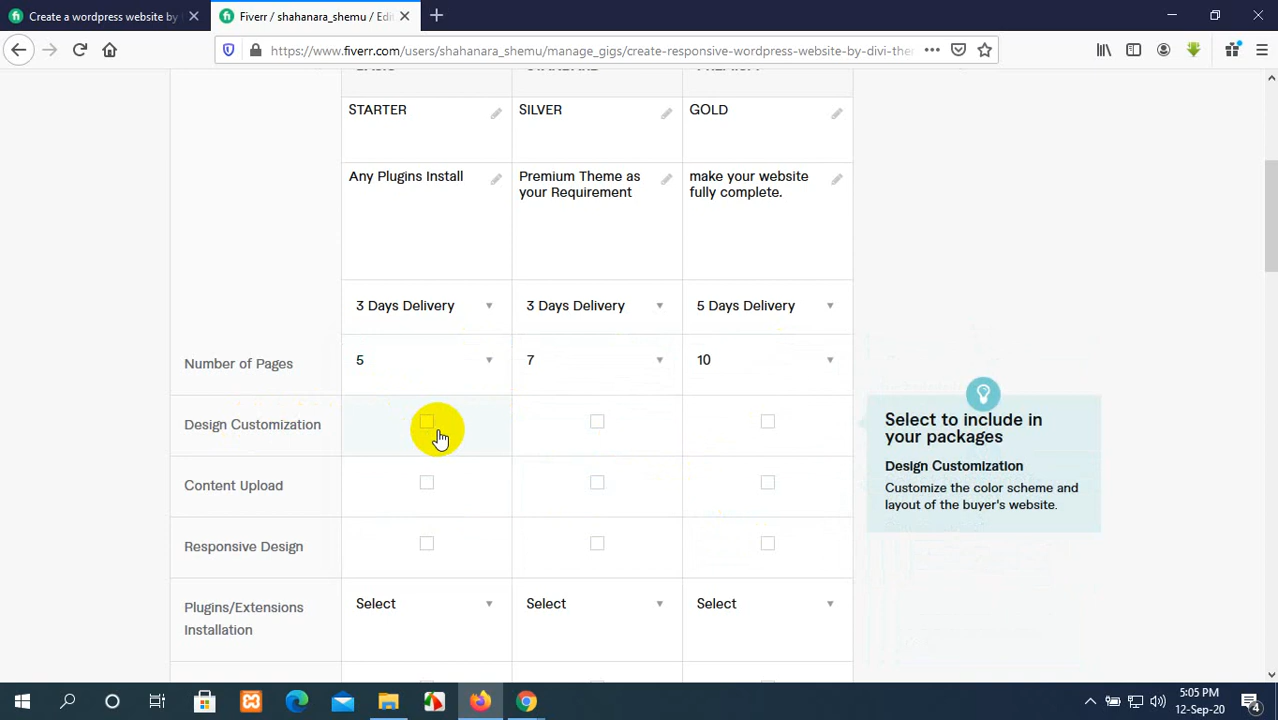 Create a wordpress website by
Fiverr / shahanara_shemu / Edi
https://www.fiverr.com/users/shahanara_shemu/manage_gigs/create-responsive-wordpress-website-by-divi-the
BASIC STANDARD PREMIUM
STARTER SILVER GOLD
Any Plugins Install
Premium Theme as
your Requirement
make your website
fully complete.
3 Days Delivery 3 Days Delivery 5 Days Delivery
Number of Pages 5 7 10
Design Customization
Content Upload
Responsive Design
Plugins/Extensions
Installation
Select Select Select
Select to include in
your packages
Design Customization
Customize the color scheme and
layout of the buyer's website.
5:05 PM
12-Sep-20
4